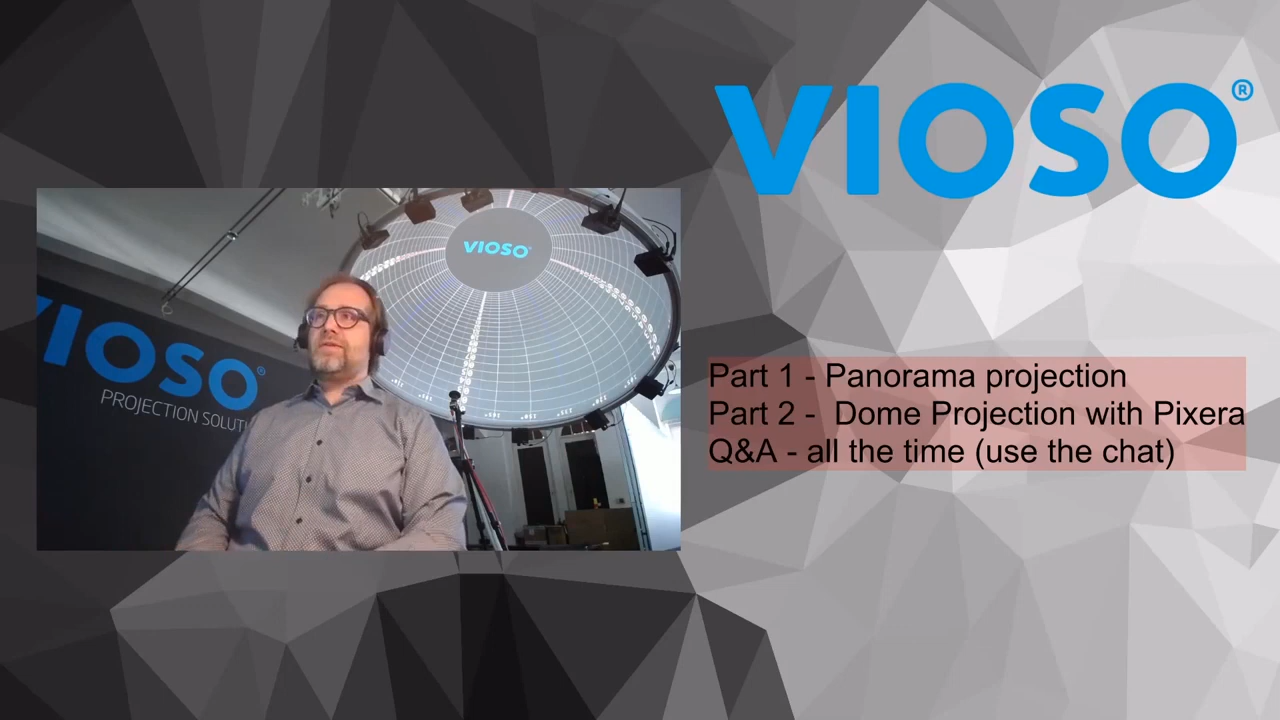 VIOSO®
VIOSO
VIOSO®
PROJECTION SOLUT
Part 1 - Panorama projection
Part 2 - Dome Projection with Pixera
Q&A - all the time (use the chat)